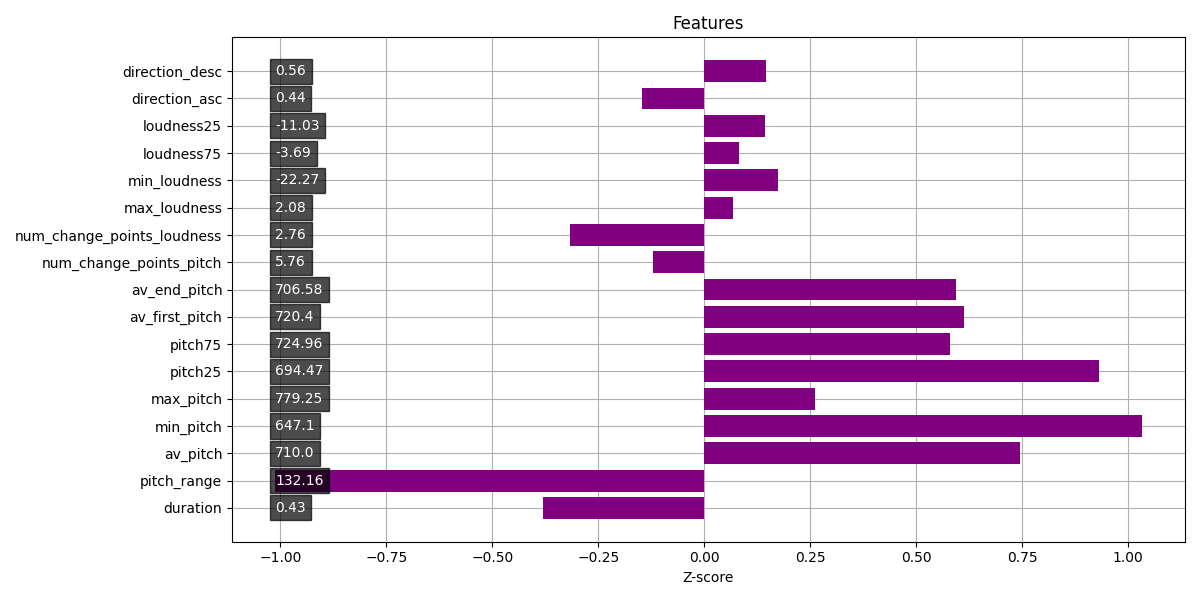 Features
direction_desc 0.56
direction_asc 0.44
loudness25 -11.03
loudness75 -3.69
min_loudness -22.27
max_loudness 2.08
num_change_points_loudness 2.76
num_change_points_pitch 5.76
av_end_pitch 706.58
av_first_pitch 720.4
pitch75 724.96
pitch25 694.47
max_pitch 779.25
min_pitch 647.1
av_pitch 710.0
pitch_range 132.16
duration 0.43
−1.00 −0.75 −0.50 −0.25 0.00 0.25 0.50 0.75 1.00
Z-score